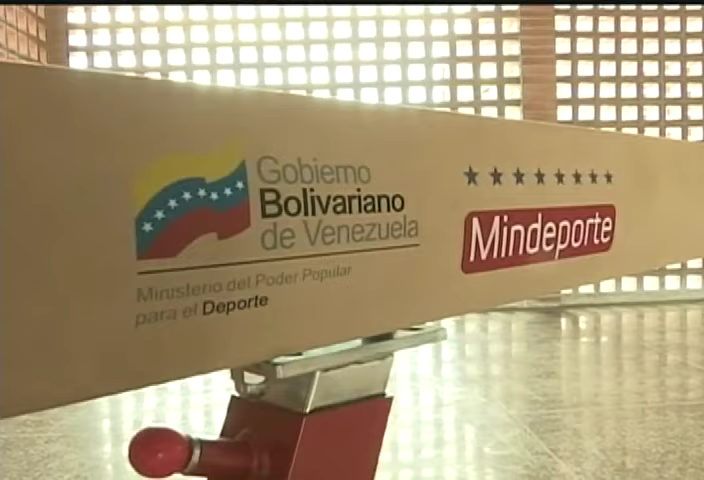 Gobierno
Bolivariano
de Venezuela
Ministerio del Poder Popular
para el Deporte
Mindeporte